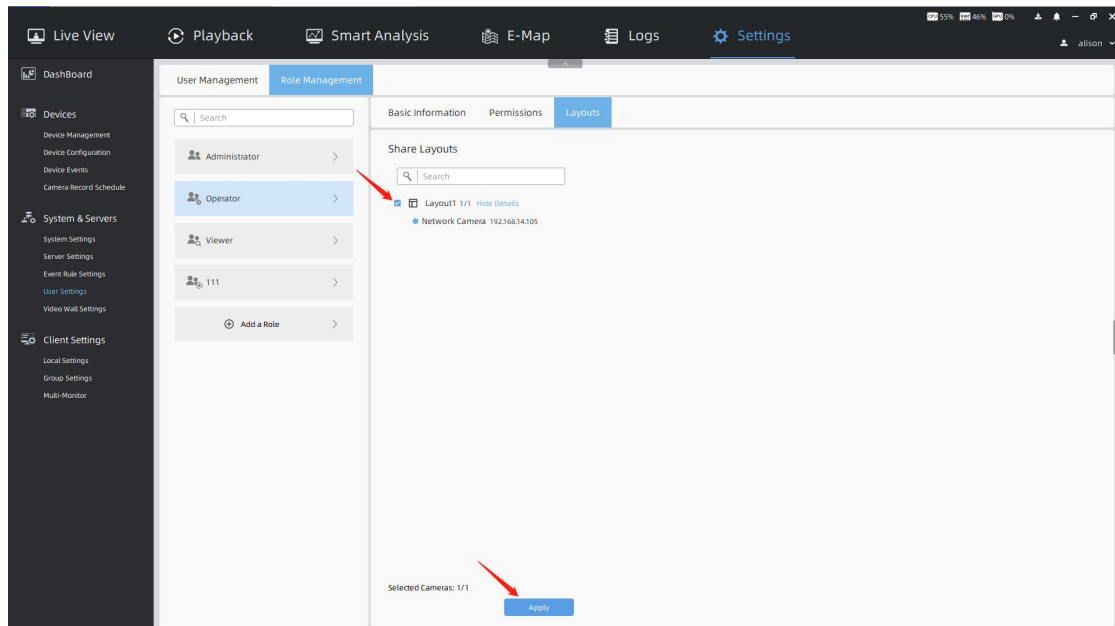 CPU 55% RAM 46% GPU 0%
Live View Playback Smart Analysis E-Map Logs Settings
alison
DashBoard
Devices
Device Management
Device Configuration
Device Events
Camera Record Schedule
System & Servers
System Settings
Server Settings
Event Rule Settings
User Settings
Video Wall Settings
Client Settings
Local Settings
Group Settings
Multi-Monitor
User Management Role Management
Search
Administrator
Operator
Viewer
111
Add a Role
Basic Information Permissions Layouts
Share Layouts
Search
Layout1 1/1 Hide Details
Network Camera 192.168.14.105
Selected Cameras: 1/1
Apply